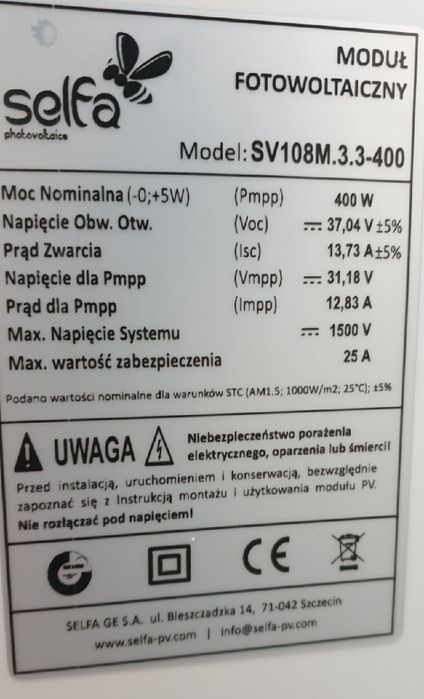 selfa
photovoltaics
MODUŁ
FOTOWOLTAICZNY
Model: SV108M.3.3-400
Moc Nominalna (-0;+5W) (Pmpp) 400 W
Napięcie Obw. Otw. (Voc) 37,04 V ±5%
Prąd Zwarcia (Isc) 13,73 A±5%
Napięcie dla Pmpp (Vmpp) 31,18 V
Prąd dla Pmpp (Impp) 12,83 A
Max. Napięcie Systemu 1500 V
Max. wartość zabezpieczenia 25 A
Podano wartości nominalne dla warunków STC (AM1.5; 1000W/m2; 25°C); ±5%
UWAGA
Niebezpieczeństwo porażenia
elektrycznego, oparzenia lub śmierci!
Przed instalacją, uruchomieniem i konserwacją, bezwzględnie
zapoznać się z Instrukcją montażu i użytkowania modułu PV.
Nie rozłączać pod napięciem!
CE
SELFA GE S.A. ul. Bieszczadzka 14, 71-042 Szczecin
www.selfa-pv.com | info@selfa-pv.com